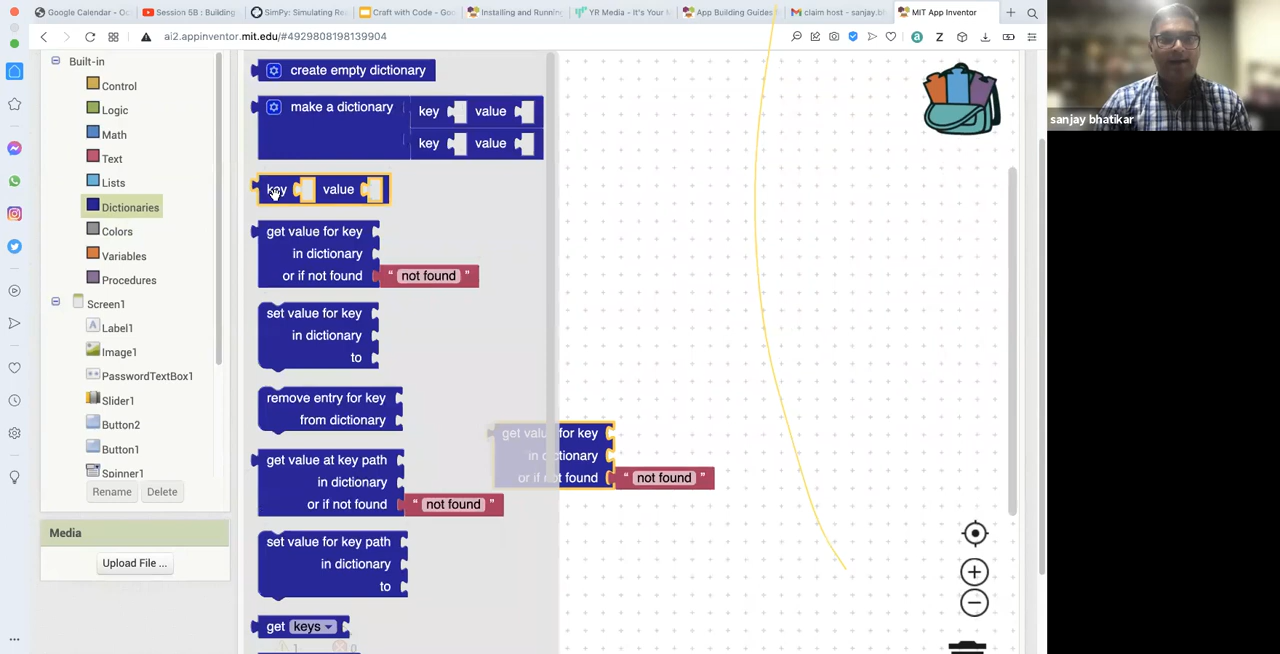 Google Calendar - Oc
Session 5B : Building
SimPy: Simulating Re
Craft with Code - Goo
Installing and Running
YR Media - It's Your M
App Building Guides
claim host - sanjay.bh
MIT App Inventor
ai2.appinventor.mit.edu/#4929808198139904
Built-in
Control
Logic
Math
Text
Lists
Dictionaries
Colors
Variables
Procedures
Screen1
Label1
Image1
PasswordTextBox1
Slider1
Button2
Button1
Spinner1
Rename Delete
Media
Upload File ...
create empty dictionary
make a dictionary key value
key value
key value
get value for key
in dictionary
or if not found “ not found ”
set value for key
in dictionary
to
remove entry for key
from dictionary
get value at key path
in dictionary
or if not found “ not found ”
set value for key path
in dictionary
to
get keys
1 0
get value for key
in dictionary
or if not found “ not found ”
sanjay bhatikar